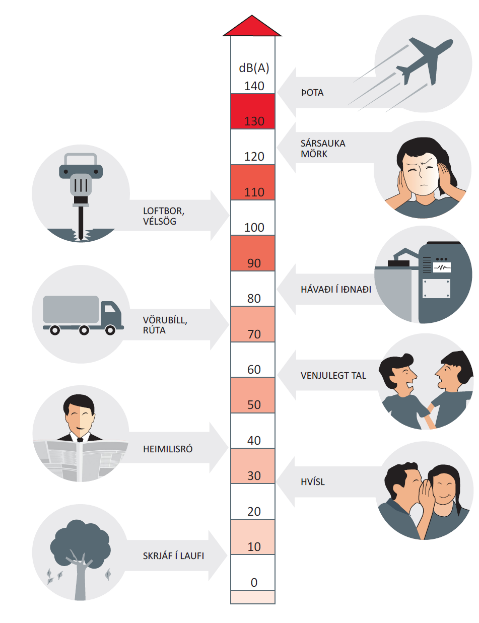 dB(A)
140
130
120
110
100
90
80
70
60
50
40
30
20
10
0
ÞOTA
SÁRSAUKA
MÖRK
LOFTBOR,
VÉLSÖG
HÁVAÐI Í IÐNAÐI
VÖRUBÍLL,
RÚTA
VENJULEGT TAL
HEIMILISRÓ
HVÍSL
SKRJÁF Í LAUFI